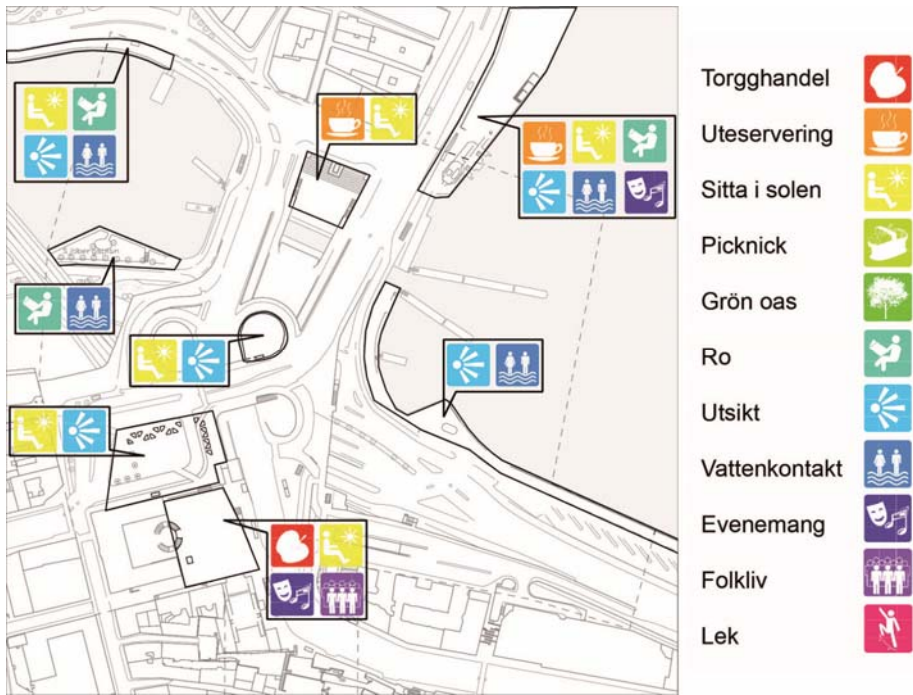 Torgghandel
Uteservering
Sitta i solen
Picknick
Grön oas
Ro
Utsikt
Vattenkontakt
Evenemang
Folkliv
Lek